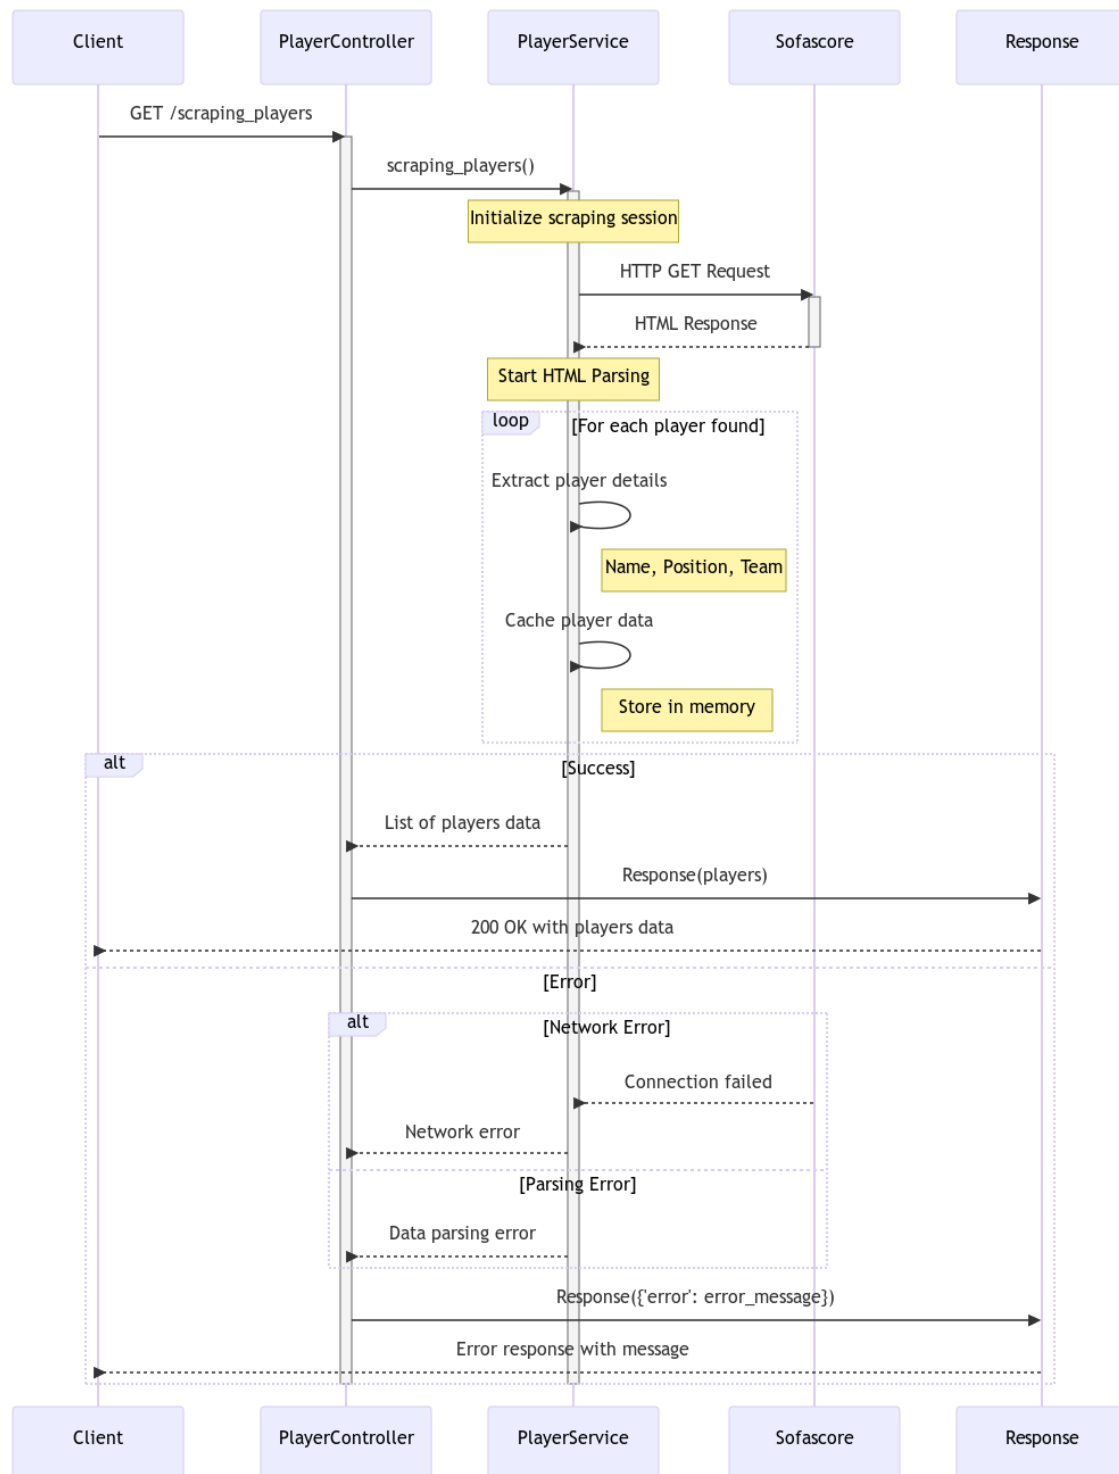 Client
PlayerController
PlayerService
Sofascore
Response
GET /scraping_players
scraping_players()
Initialize scraping session
HTTP GET Request
HTML Response
Start HTML Parsing
loop
[For each player found]
Extract player details
Name, Position, Team
Cache player data
Store in memory
alt
[Success]
List of players data
Response(players)
200 OK with players data
[Error]
alt
[Network Error]
Connection failed
Network error
[Parsing Error]
Data parsing error
Response({'error': error_message})
Error response with message
Client
PlayerController
PlayerService
Sofascore
Response